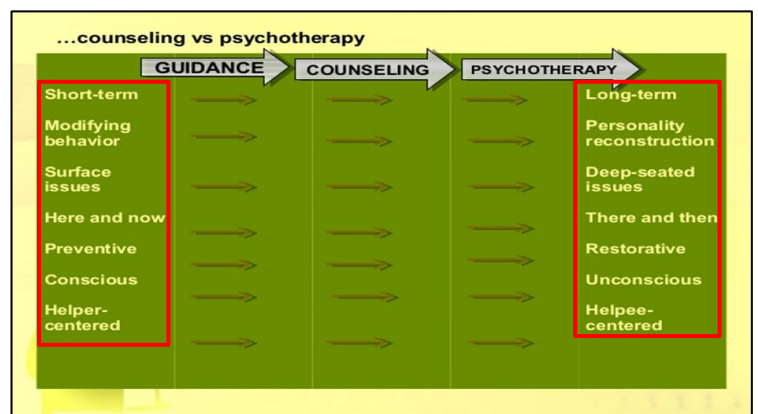 ...counseling vs psychotherapy
GUIDANCE
COUNSELING
PSYCHOTHERAPY
Short-term
Long-term
Modifying
behavior
Personality
reconstruction
Surface
issues
Deep-seated
issues
Here and now
There and then
Preventive
Restorative
Conscious
Unconscious
Helper-
centered
Helpee-
centered